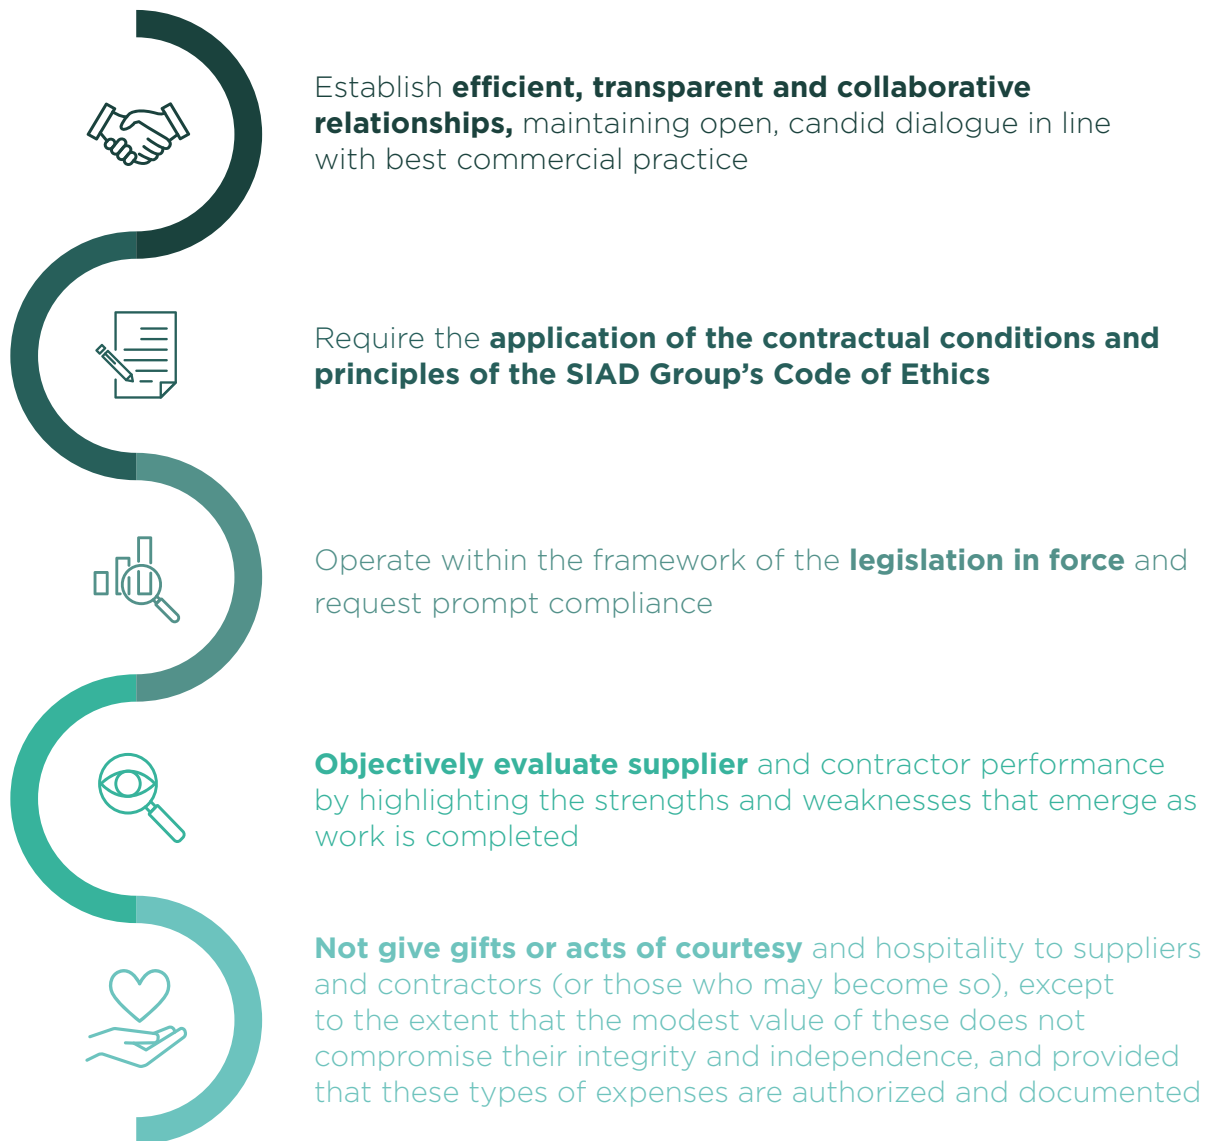 Establish efficient, transparent and collaborative
relationships, maintaining open, candid dialogue in line
with best commercial practice
Require the application of the contractual conditions and
principles of the SIAD Group’s Code of Ethics
Operate within the framework of the legislation in force and
request prompt compliance
Objectively evaluate supplier and contractor performance
by highlighting the strengths and weaknesses that emerge as
work is completed
Not give gifts or acts of courtesy and hospitality to suppliers
and contractors (or those who may become so), except
to the extent that the modest value of these does not
compromise their integrity and independence, and provided
that these types of expenses are authorized and documented